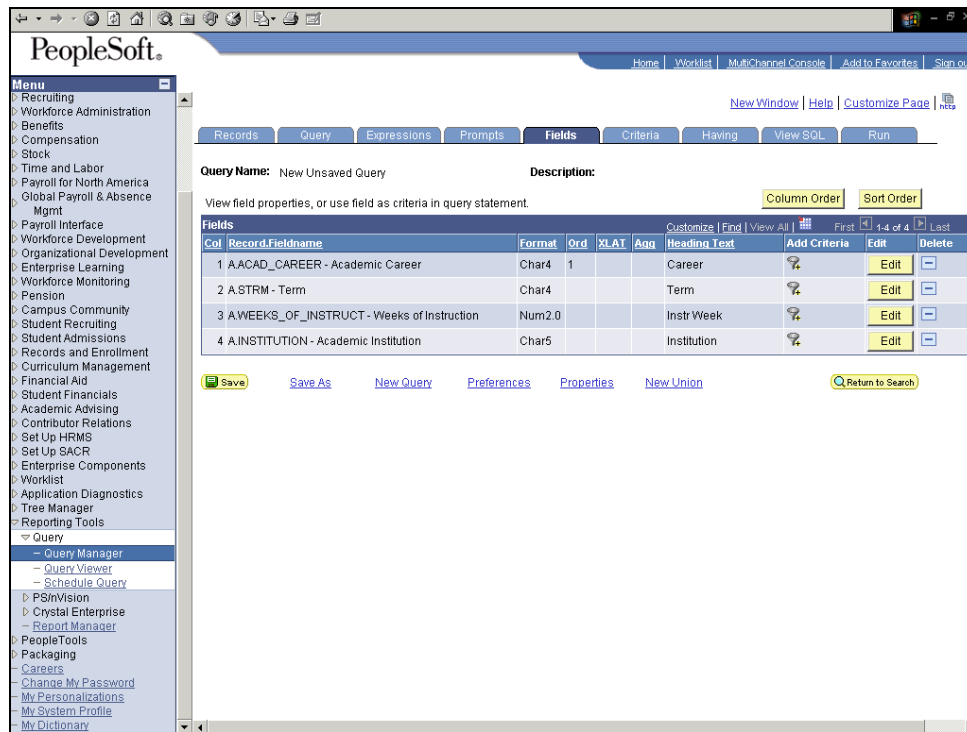 PeopleSoft®
Home | Worklist | MultiChannel Console | Add to Favorites | Sign ou
Menu
Recruiting
Workforce Administration
Benefits
Compensation
Stock
Time and Labor
Payroll for North America
Global Payroll & Absence
Mgmt
Payroll Interface
Workforce Development
Organizational Development
Enterprise Learning
Workforce Monitoring
Pension
Campus Community
Student Recruiting
Student Admissions
Records and Enrollment
Curriculum Management
Financial Aid
Student Financials
Academic Advising
Contributor Relations
Set Up HRMS
Set Up SACR
Enterprise Components
Worklist
Application Diagnostics
Tree Manager
Reporting Tools
Query
– Query Manager
– Query Viewer
– Schedule Query
PS/nVision
Crystal Enterprise
– Report Manager
PeopleTools
Packaging
– Careers
– Change My Password
– My Personalizations
– My System Profile
– My Dictionary
New Window | Help | Customize Page | http
Records Query Expressions Prompts Fields Criteria Having View SQL Run
Query Name: New Unsaved Query Description:
View field properties, or use field as criteria in query statement. Column Order Sort Order
Fields Customize | Find | View All | First 1-4 of 4 Last
Col Record.Fieldname Format Ord XLAT Agg Heading Text Add Criteria Edit Delete
1 A.ACAD_CAREER - Academic Career Char4 1 Career Edit
2 A.STRM - Term Char4 Term Edit
3 A.WEEKS_OF_INSTRUCT - Weeks of Instruction Num2.0 Instr Week Edit
4 A.INSTITUTION - Academic Institution Char5 Institution Edit
Save Save As New Query Preferences Properties New Union Return to Search